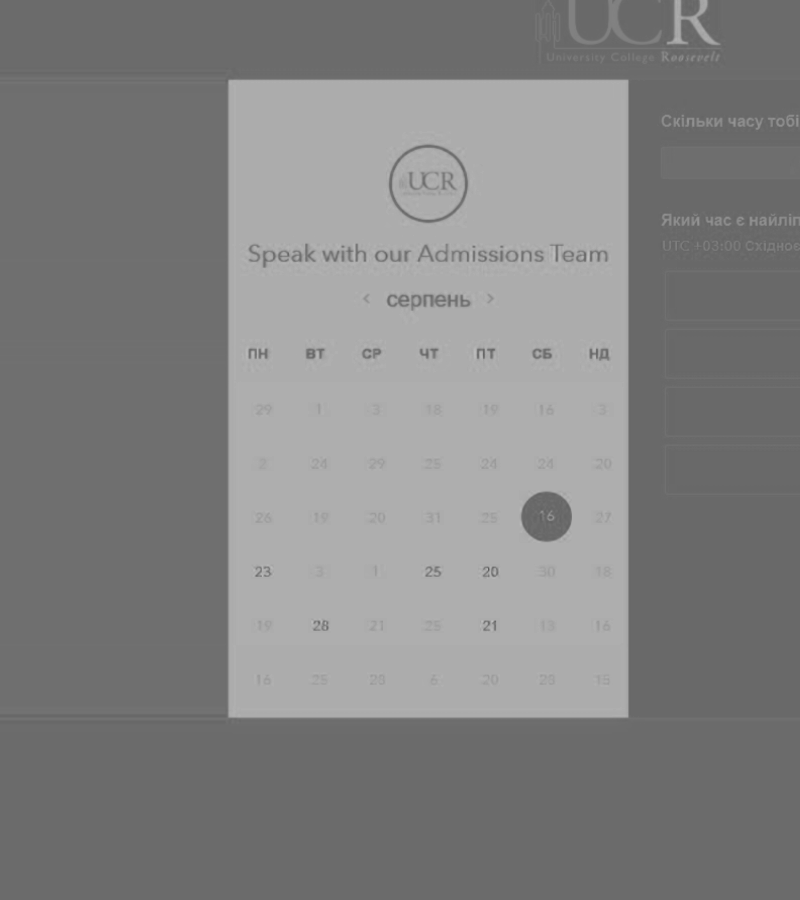 UCR
University College Roosevelt
UCR
Speak with our Admissions Team
< серпень >
ПН ВТ СР ЧТ ПТ СБ НД
29 1 3 18 19 16 3
2 24 29 25 24 24 20
26 19 20 31 25 16 27
23 3 1 25 20 30 18
19 28 21 25 21 13 16
16 25 28 6 20 28 15
Скільки часу тобі
Який час є найліп
UTC +03:00 Східноє